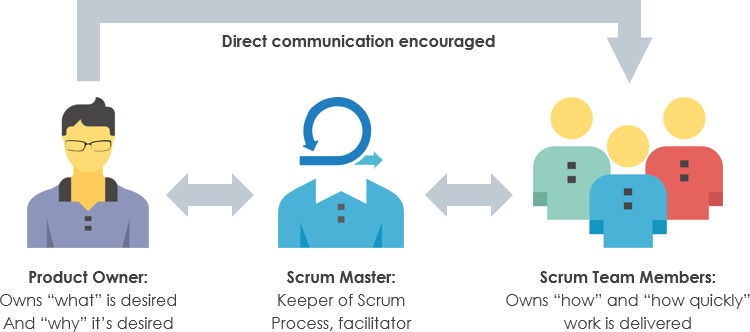 Direct communication encouraged
Product Owner:
Owns “what” is desired
And “why” it’s desired
Scrum Master:
Keeper of Scrum
Process, facilitator
Scrum Team Members:
Owns “how” and “how quickly”
work is delivered